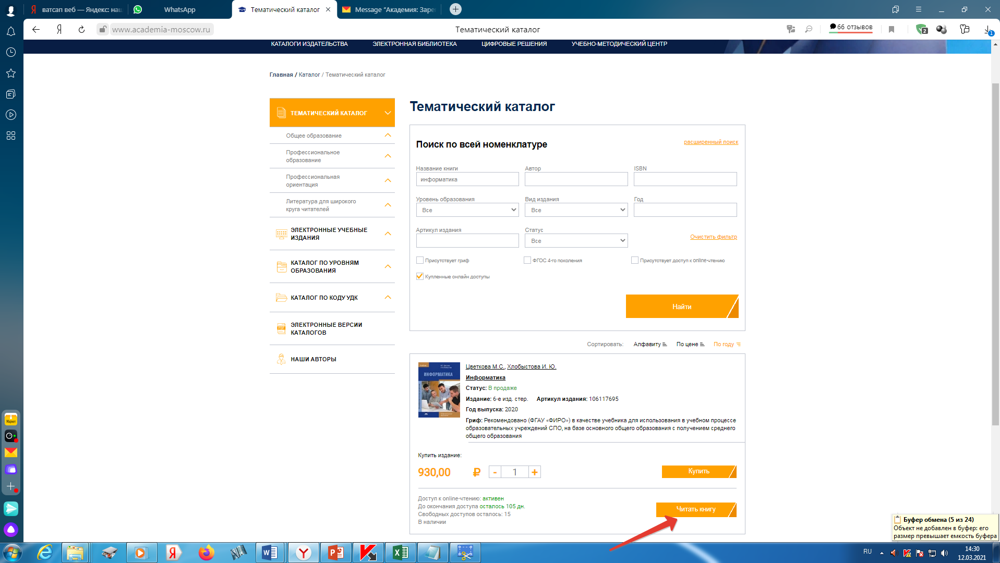 ватсап веб — Яндекс: наш
WhatsApp
Тематический каталог
Message "Академия: Заре
www.academia-moscow.ru
Тематический каталог
66 отзывов
2
1
КАТАЛОГИ ИЗДАТЕЛЬСТВА
ЭЛЕКТРОННАЯ БИБЛИОТЕКА
ЦИФРОВЫЕ РЕШЕНИЯ
УЧЕБНО-МЕТОДИЧЕСКИЙ ЦЕНТР
Главная / Каталог / Тематический каталог
ТЕМАТИЧЕСКИЙ КАТАЛОГ
Общее образование
Профессиональное
образование
Профессиональная
ориентация
Литература для широкого
круга читателей
ЭЛЕКТРОННЫЕ УЧЕБНЫЕ
ИЗДАНИЯ
КАТАЛОГ ПО УРОВНЯМ
ОБРАЗОВАНИЯ
КАТАЛОГ ПО КОДУ УДК
PDF
ЭЛЕКТРОННЫЕ ВЕРСИИ
КАТАЛОГОВ
НАШИ АВТОРЫ
Тематический каталог
Поиск по всей номенклатуре
расширенный поиск
Название книги
Автор
ISBN
информатика
Уровень образования
Вид издания
Год
Все
Все
Артикул издания
Статус
Все
Очистить фильтр
Присутствует гриф
ФГОС 4-го поколения
Присутствует доступ к online-чтению
Купленные онлайн доступы
Найти
Сортировать: Алфавиту По цене По году
ИНФОРМАТИКА
Цветкова М.С., Хлобыстова И. Ю.
Информатика
Статус: В продаже
Издание: 6-е изд. стер. Артикул издания: 106117695
Год выпуска: 2020
Гриф: Рекомендовано (ФГАУ «ФИРО») в качестве учебника для использования в учебном процессе
образовательных учреждений СПО, на базе основного общего образования с получением среднего
общего образования
Купить издание:
930,00 ₽ - 1 +
Купить
Доступ к online-чтению: активен
До окончания доступа осталось 105 дн.
Свободных доступов осталось: 15
В наличии
Читать книгу
Маркет
Буфер обмена (5 из 24)
Объект не добавлен в буфер: его
размер превышает емкость буфера
RU
14:30
12.03.2021